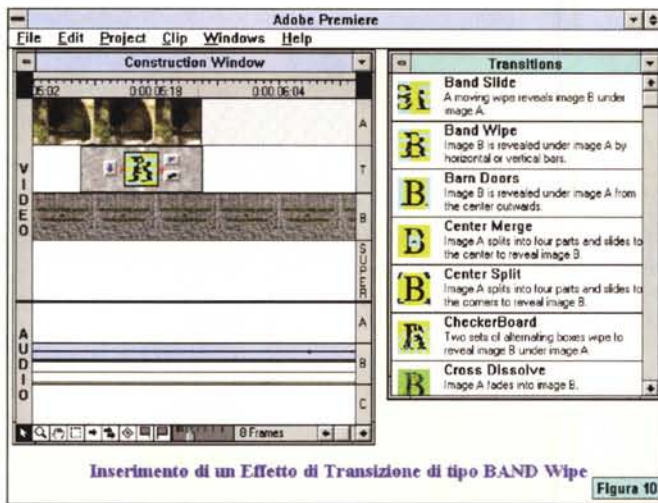 Adobe Premiere
File Edit Project Clip Windows Help
Construction Window
05:02 0:00:05:18 0:00:06:04
VIDEO
A
T
B
SUPER
AUDIO
A
B
C
8 Frames
Transitions
Band Slide
A moving wipe reveals image B under
image A.
Band Wipe
Image B is revealed under image A by
horizontal or vertical bars.
Barn Doors
Image B is revealed under image A from
the center outwards.
Center Merge
Image A splits into four parts and slides to
the center to reveal image B.
Center Split
Image A splits into four parts and slides to
the corners to reveal image B.
CheckerBoard
Two sets of alternating boxes wipe to
reveal image B under image A.
Cross Dissolve
Image A fades into image B.
Inserimento di un Effetto di Transizione di tipo BAND Wipe
Figura 10